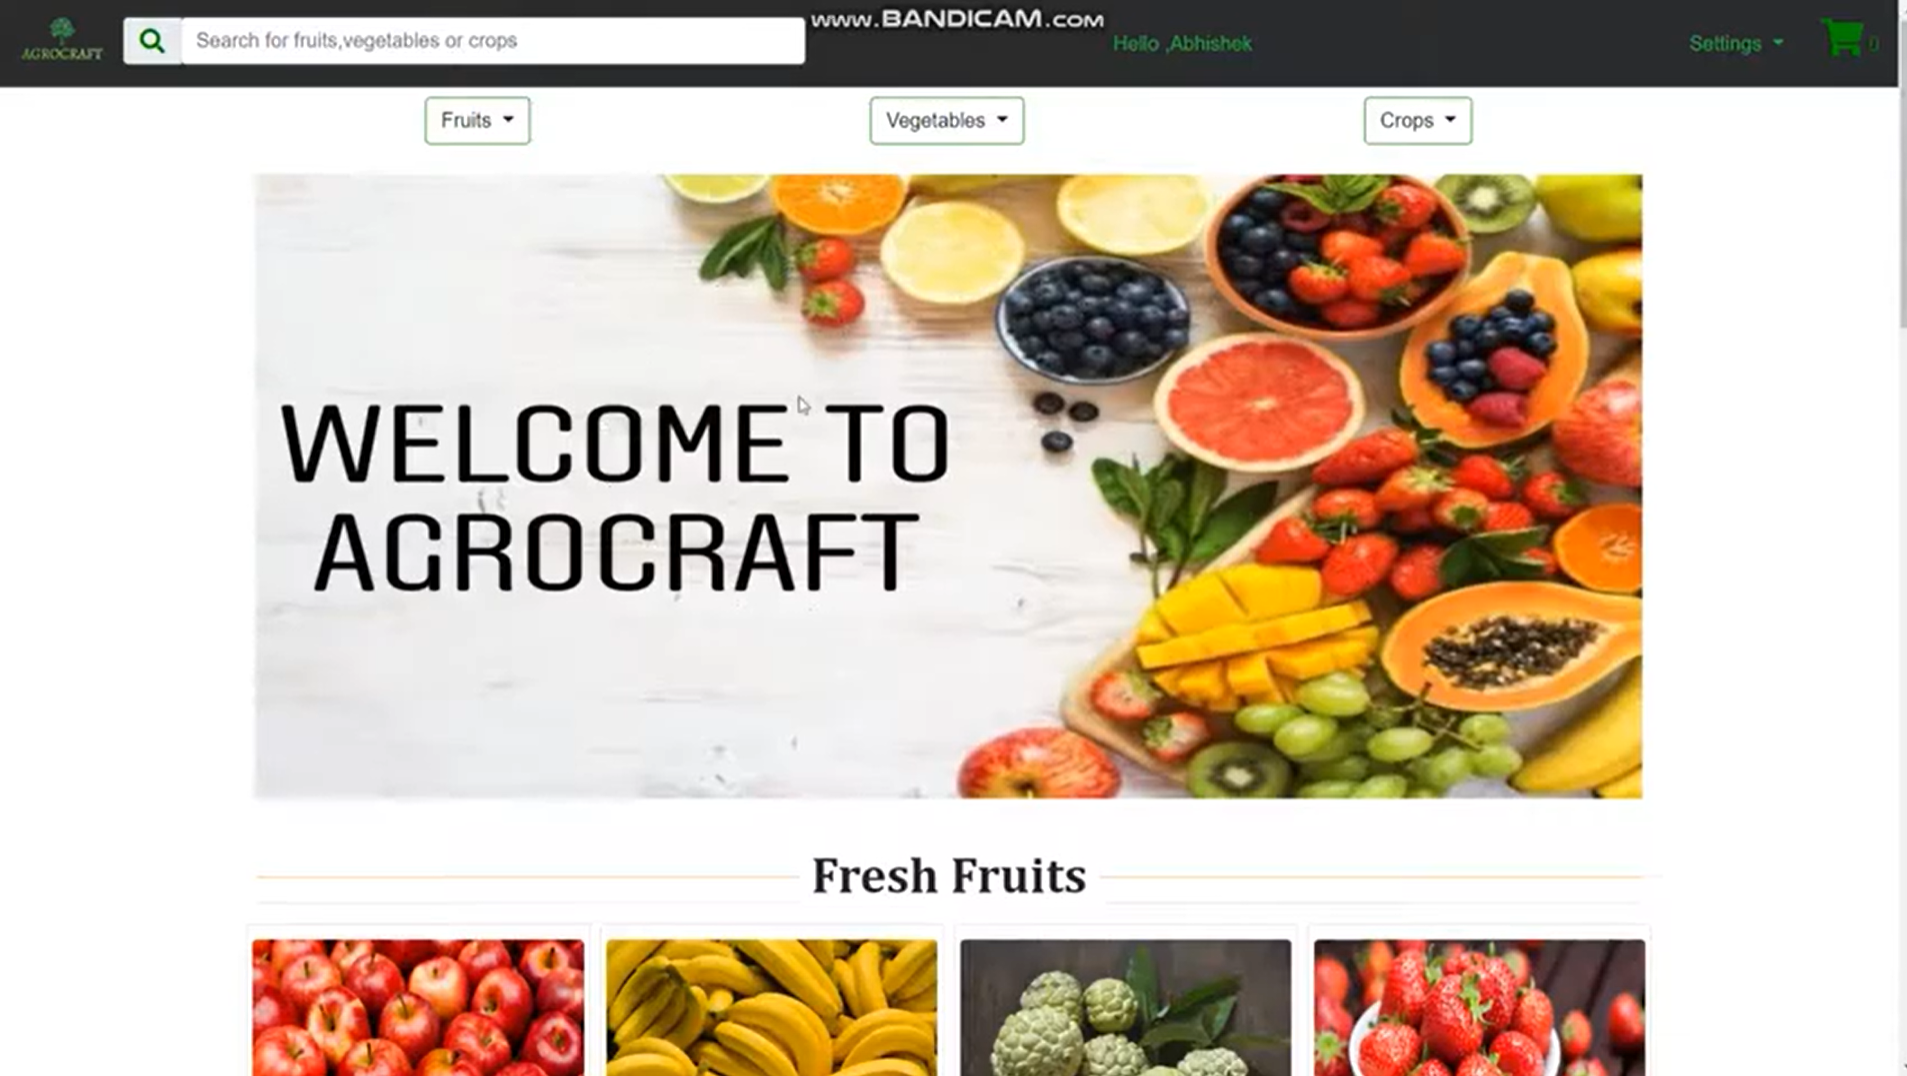 www.BANDICAM.com
AGROCRAFT
Search for fruits,vegetables or crops
Hello ,Abhishek
Settings
0
Fruits
Vegetables
Crops
WELCOME TO
AGROCRAFT
Fresh Fruits